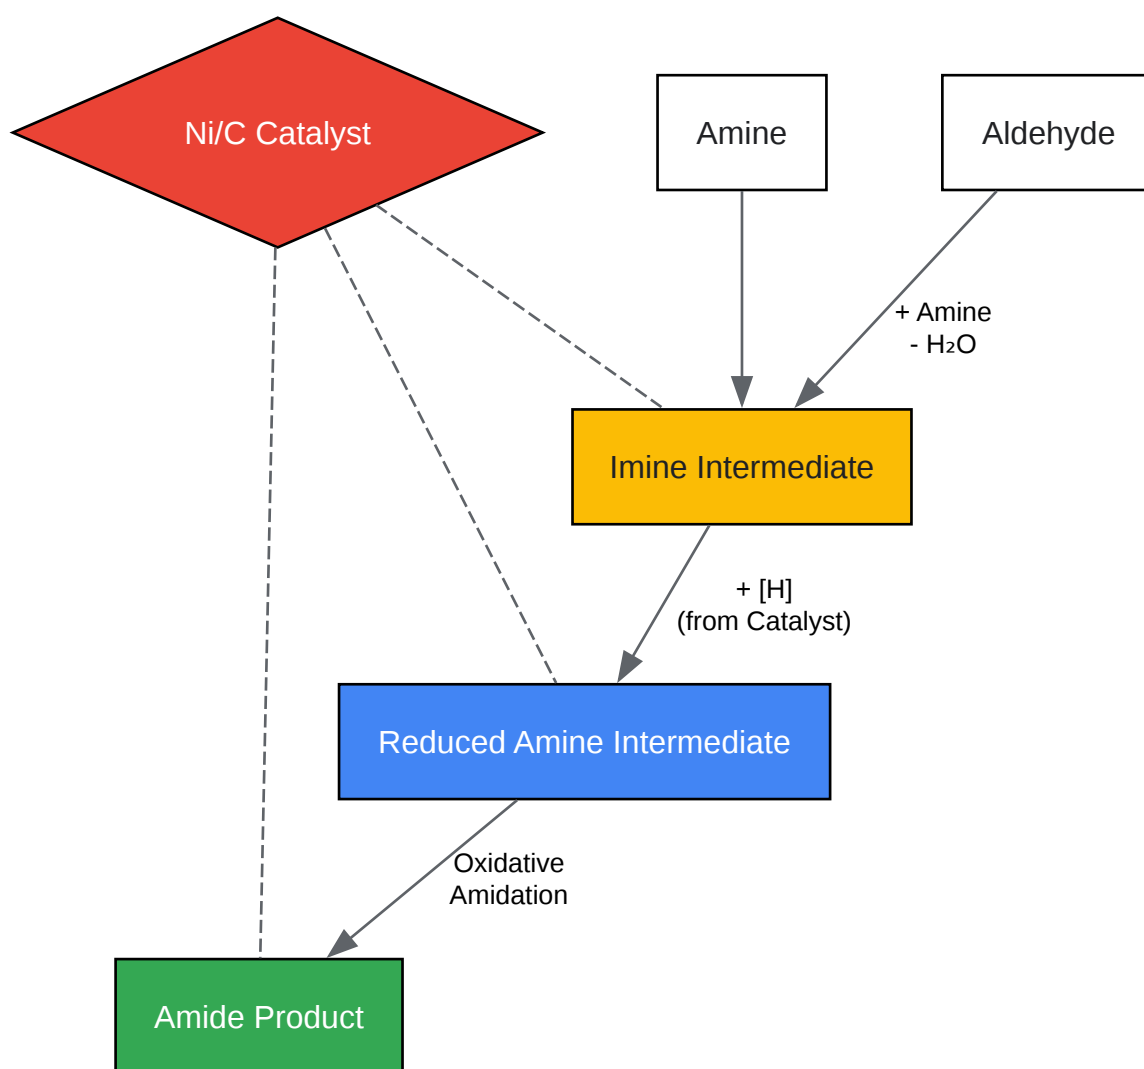 Ni/C Catalyst
Amine
Aldehyde
+ Amine
- H₂O
Imine Intermediate
+ [H]
(from Catalyst)
Reduced Amine Intermediate
Oxidative
Amidation
Amide Product